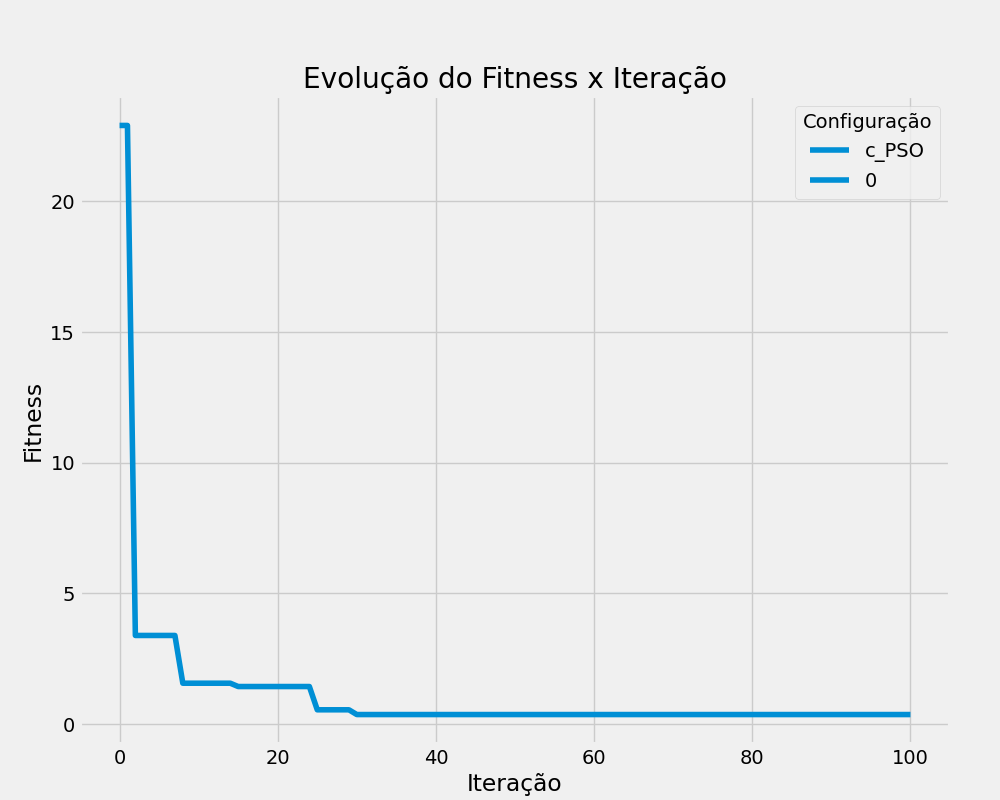 Evolução do Fitness x Iteração
Configuração
c_PSO
0
Fitness
20
15
10
5
0
0 20 40 60 80 100
Iteração